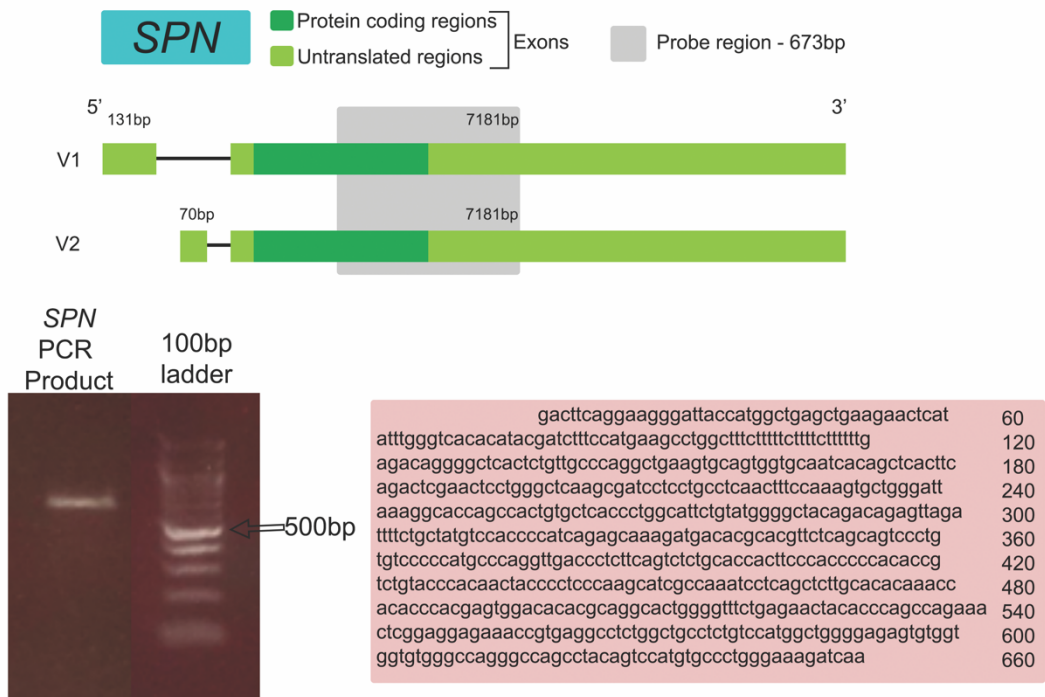 SPN
Protein coding regions
Untranslated regions
Exons
Probe region - 673bp
5’
3’
131bp
7181bp
V1
70bp
7181bp
V2
SPN
PCR
Product
100bp
ladder
500bp
gacttcaggaagggattaccatggctgagctgaagaactcat 60
atttgggtcacacatacgatctttccatgaagcctggctttctttttcttttcttttttg 120
agacaggggctcactctgttgcccaggctgaagtgcagtggtgcaatcacagctcacttc 180
agactcgaactcctgggctcaagcgatcctcctgcctcaactttccaaagtgctgggatt 240
aaaggcaccagccactgtgctcaccctggcattctgtatggggctacagacagagttaga 300
ttttctgctatgtccaccccatcagagcaaagatgacacgcacgttctcagcagtccctg 360
tgtcccccatgcccaggttgaccctcttcagtctctgcaccacttcccacccccacaccg 420
tctgtacccacaactacccctcccaagcatcgccaaatcctcagctcttgcacacaaacc 480
acacccacgagtggacacacgcaggcactggggtttctgagaactacacccagccagaaa 540
ctcggaggagaaaccgtgaggcctctggctgcctctgtccatggctggggagagtgtggt 600
ggtgtgggccagggccagcctacagtccatgtgccctgggaaagatcaa 660